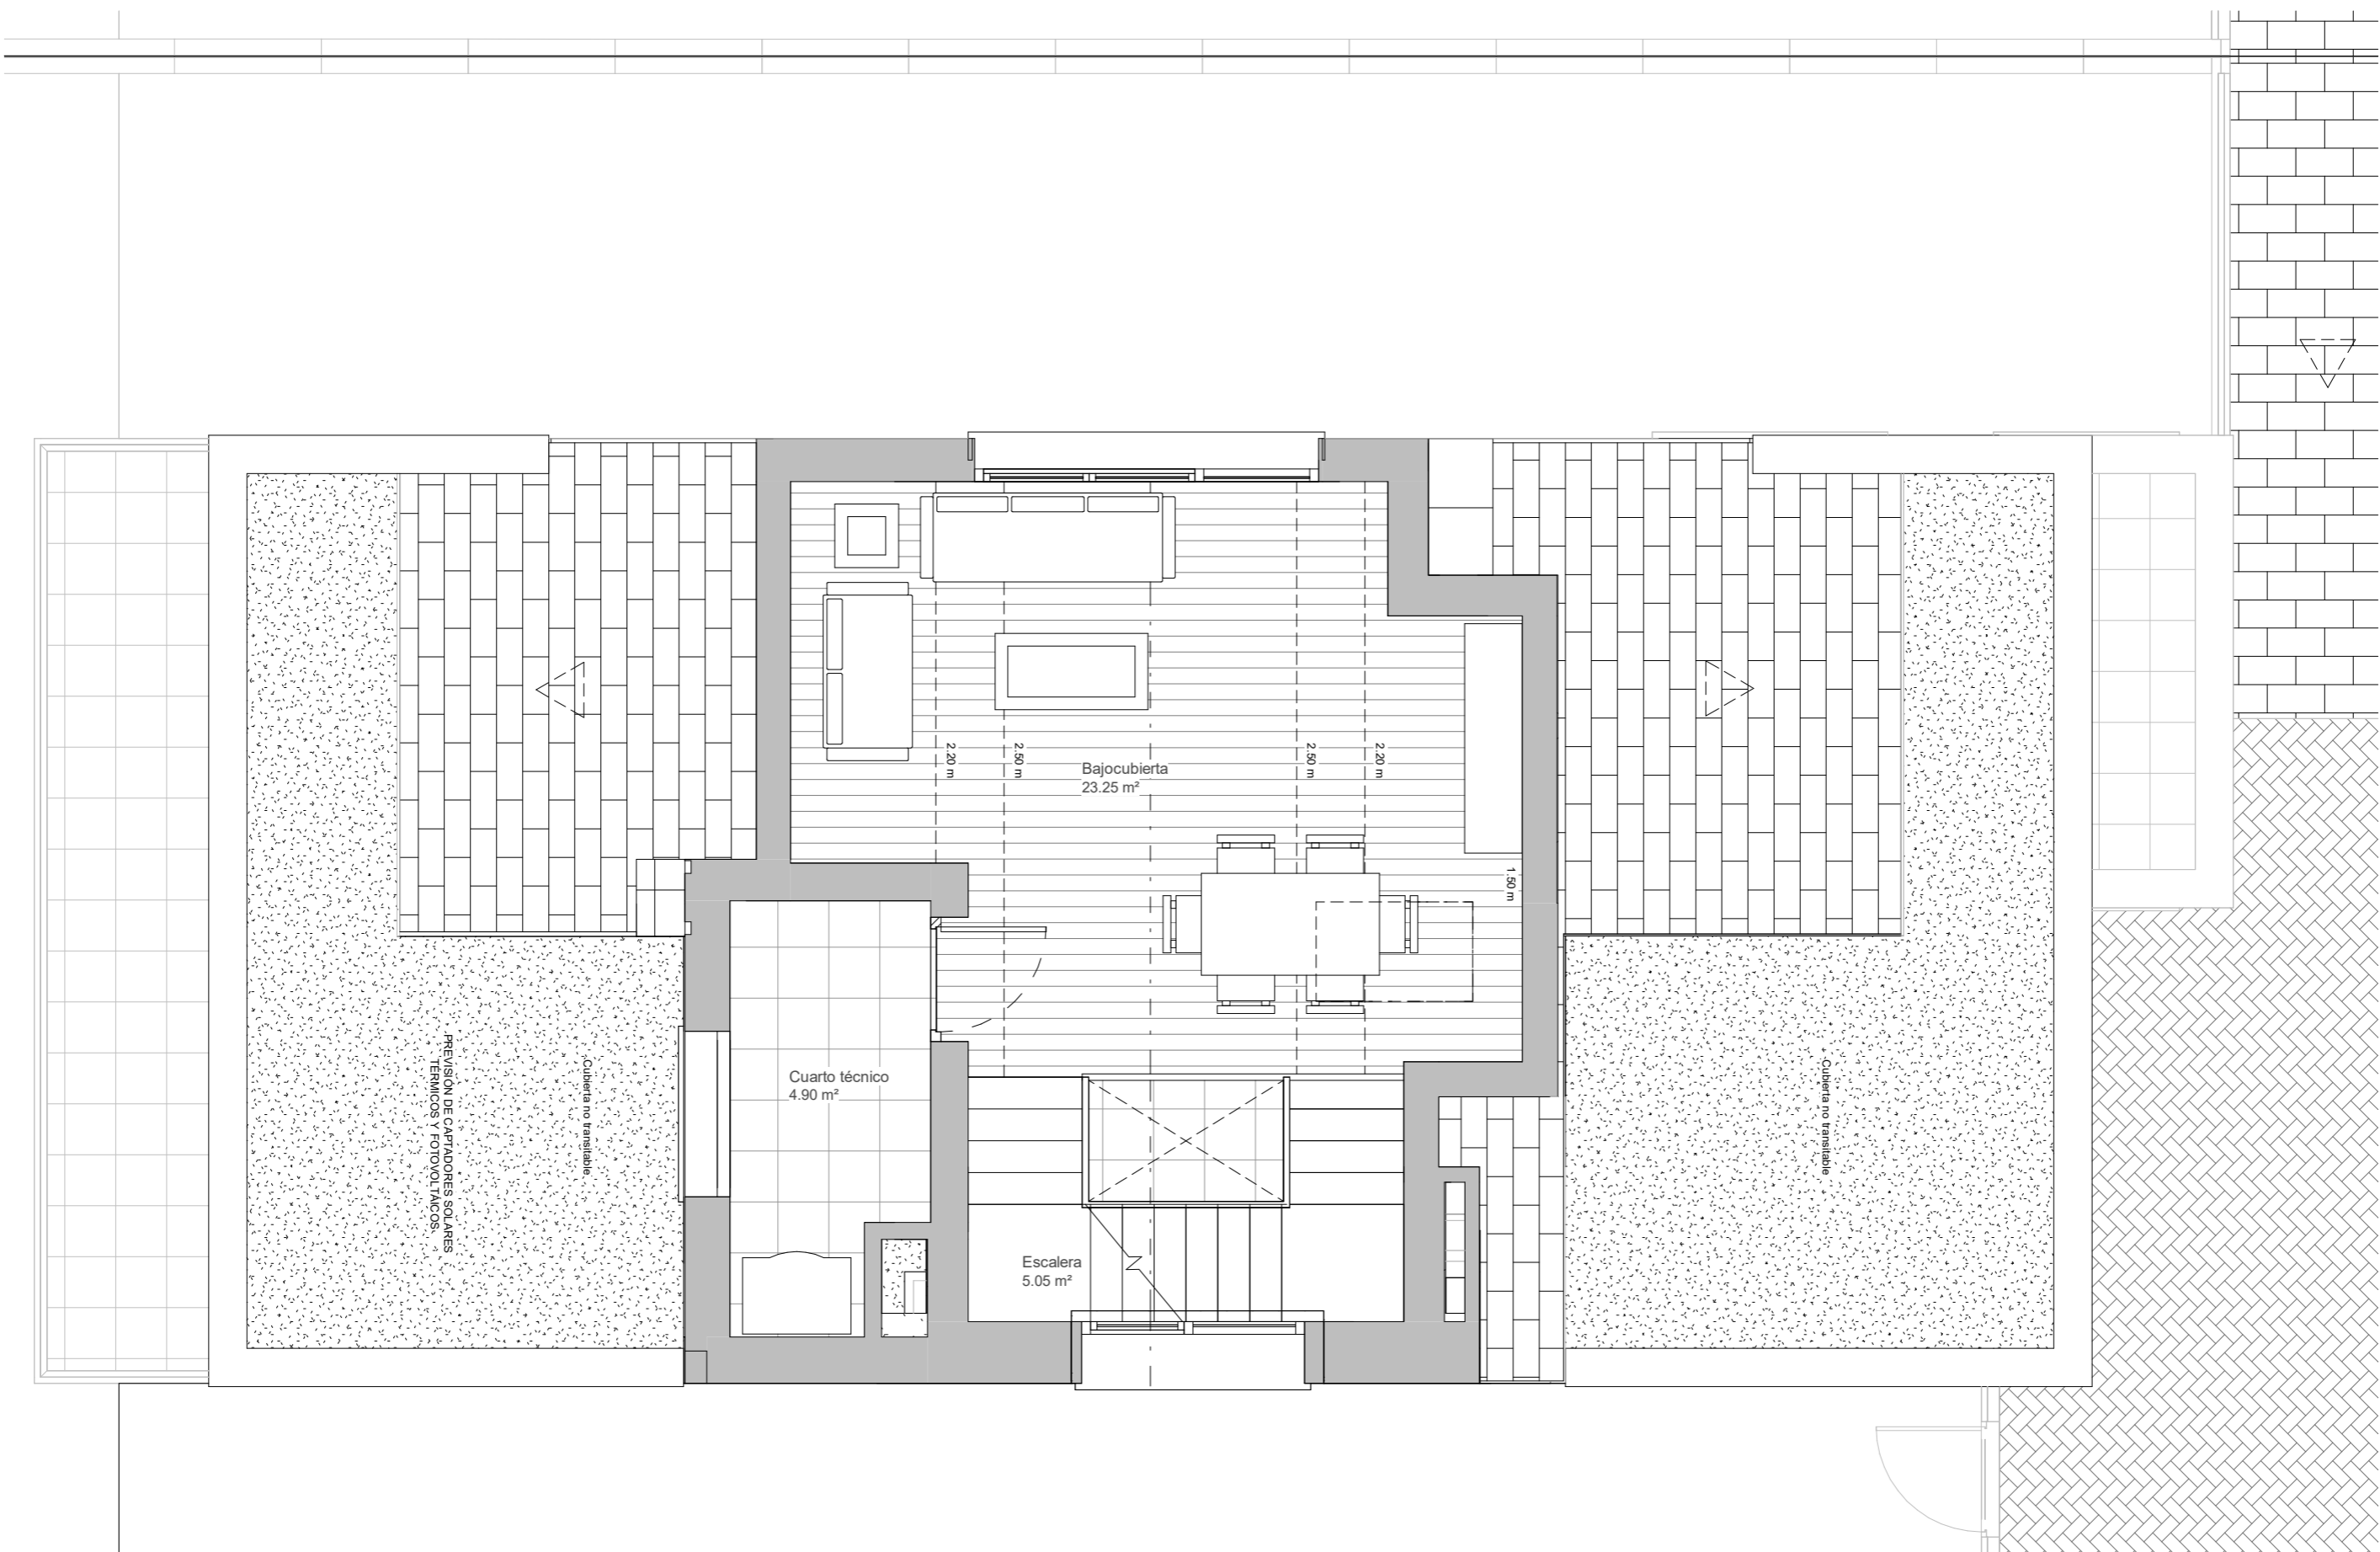 2.20 m
2.50 m
2.50 m
2.20 m
Bajocubierta
23.25 m²
1.50 m
Cuarto técnico
4.90 m²
Escalera
5.05 m²
PREVISIÓN DE CAPTADORES SOLARES
TÉRMICOS Y FOTOVOLTAICOS
Cubierta no transitable
Cubierta no transitable